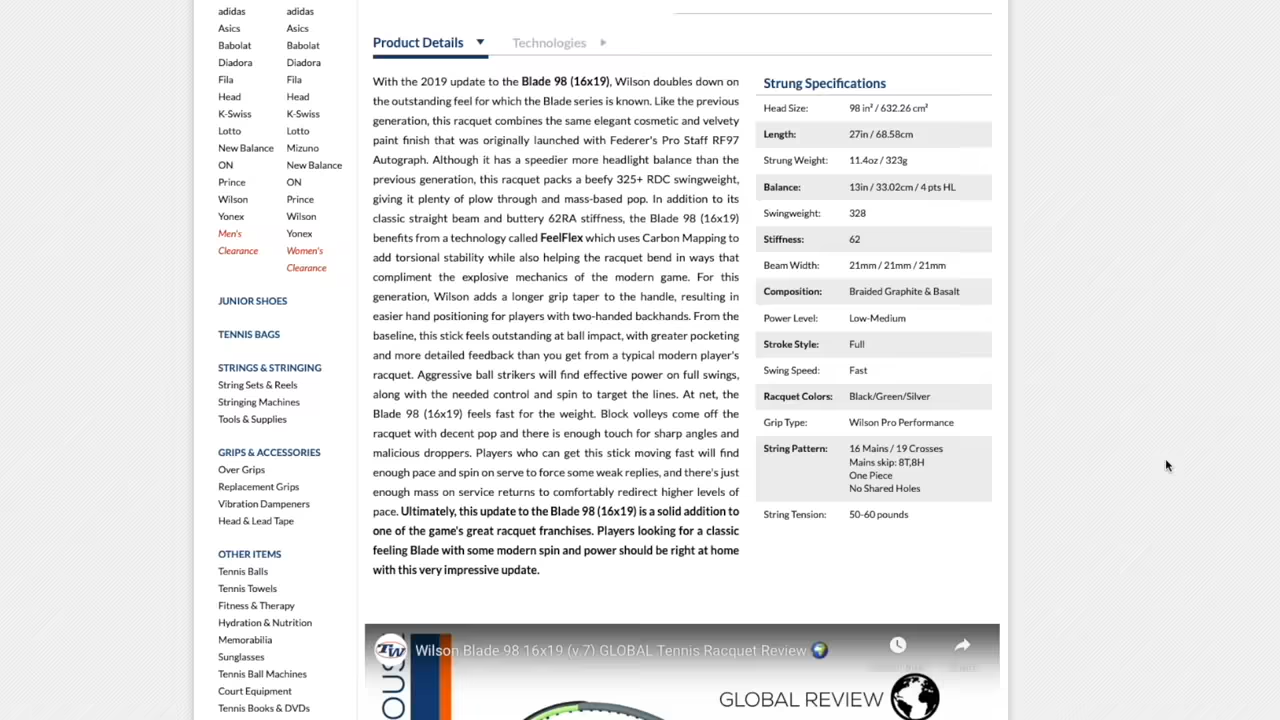 adidas
Asics
Babolat
Diadora
Fila
Head
K-Swiss
Lotto
New Balance
ON
Prince
Wilson
Yonex
Men's
Clearance
adidas
Asics
Babolat
Diadora
Fila
Head
K-Swiss
Lotto
Mizuno
New Balance
ON
Prince
Wilson
Yonex
Women's
Clearance
JUNIOR SHOES
TENNIS BAGS
STRINGS & STRINGING
String Sets & Reels
Stringing Machines
Tools & Supplies
GRIPS & ACCESSORIES
Over Grips
Replacement Grips
Vibration Dampeners
Head & Lead Tape
OTHER ITEMS
Tennis Balls
Tennis Towels
Fitness & Therapy
Hydration & Nutrition
Memorabilia
Sunglasses
Tennis Ball Machines
Court Equipment
Tennis Books & DVDs
Product Details
Technologies
With the 2019 update to the Blade 98 (16x19), Wilson doubles down on
the outstanding feel for which the Blade series is known. Like the previous
generation, this racquet combines the same elegant cosmetic and velvety
paint finish that was originally launched with Federer's Pro Staff RF97
Autograph. Although it has a speedier more headlight balance than the
previous generation, this racquet packs a beefy 325+ RDC swingweight,
giving it plenty of plow through and mass-based pop. In addition to its
classic straight beam and buttery 62RA stiffness, the Blade 98 (16x19)
benefits from a technology called FeelFlex which uses Carbon Mapping to
add torsional stability while also helping the racquet bend in ways that
compliment the explosive mechanics of the modern game. For this
generation, Wilson adds a longer grip taper to the handle, resulting in
easier hand positioning for players with two-handed backhands. From the
baseline, this stick feels outstanding at ball impact, with greater pocketing
and more detailed feedback than you get from a typical modern player's
racquet. Aggressive ball strikers will find effective power on full swings,
along with the needed control and spin to target the lines. At net, the
Blade 98 (16x19) feels fast for the weight. Block volleys come off the
racquet with decent pop and there is enough touch for sharp angles and
malicious droppers. Players who can get this stick moving fast will find
enough pace and spin on serve to force some weak replies, and there's just
enough mass on service returns to comfortably redirect higher levels of
pace. Ultimately, this update to the Blade 98 (16x19) is a solid addition to
one of the game's great racquet franchises. Players looking for a classic
feeling Blade with some modern spin and power should be right at home
with this very impressive update.
Strung Specifications
Head Size: 98 in² / 632.26 cm²
Length: 27in / 68.58cm
Strung Weight: 11.4oz / 323g
Balance: 13in / 33.02cm / 4 pts HL
Swingweight: 328
Stiffness: 62
Beam Width: 21mm / 21mm / 21mm
Composition: Braided Graphite & Basalt
Power Level: Low-Medium
Stroke Style: Full
Swing Speed: Fast
Racquet Colors: Black/Green/Silver
Grip Type: Wilson Pro Performance
String Pattern: 16 Mains / 19 Crosses
Mains skip: 8T,8H
One Piece
No Shared Holes
String Tension: 50-60 pounds
TW
Wilson Blade 98 16x19 (v.7) GLOBAL Tennis Racquet Review
GLOBAL REVIEW